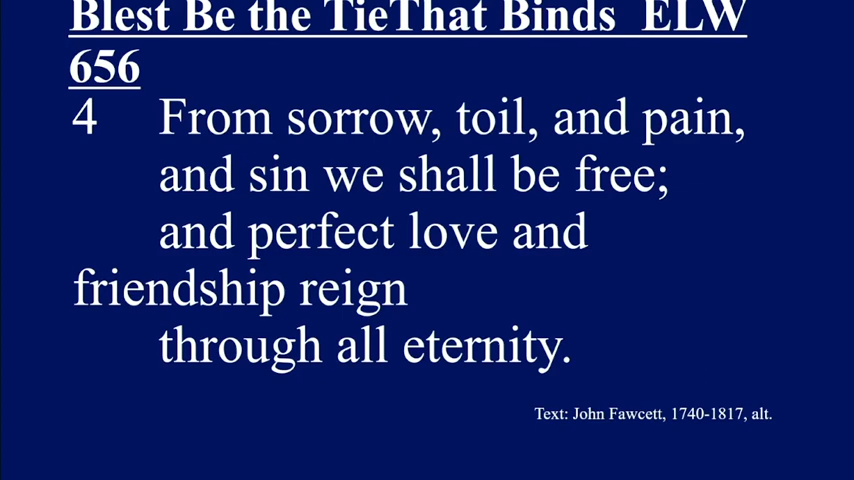 Blest Be the TieThat Binds  ELW
656
4 From sorrow, toil, and pain,
and sin we shall be free;
and perfect love and
friendship reign
through all eternity.
Text: John Fawcett, 1740-1817, alt.